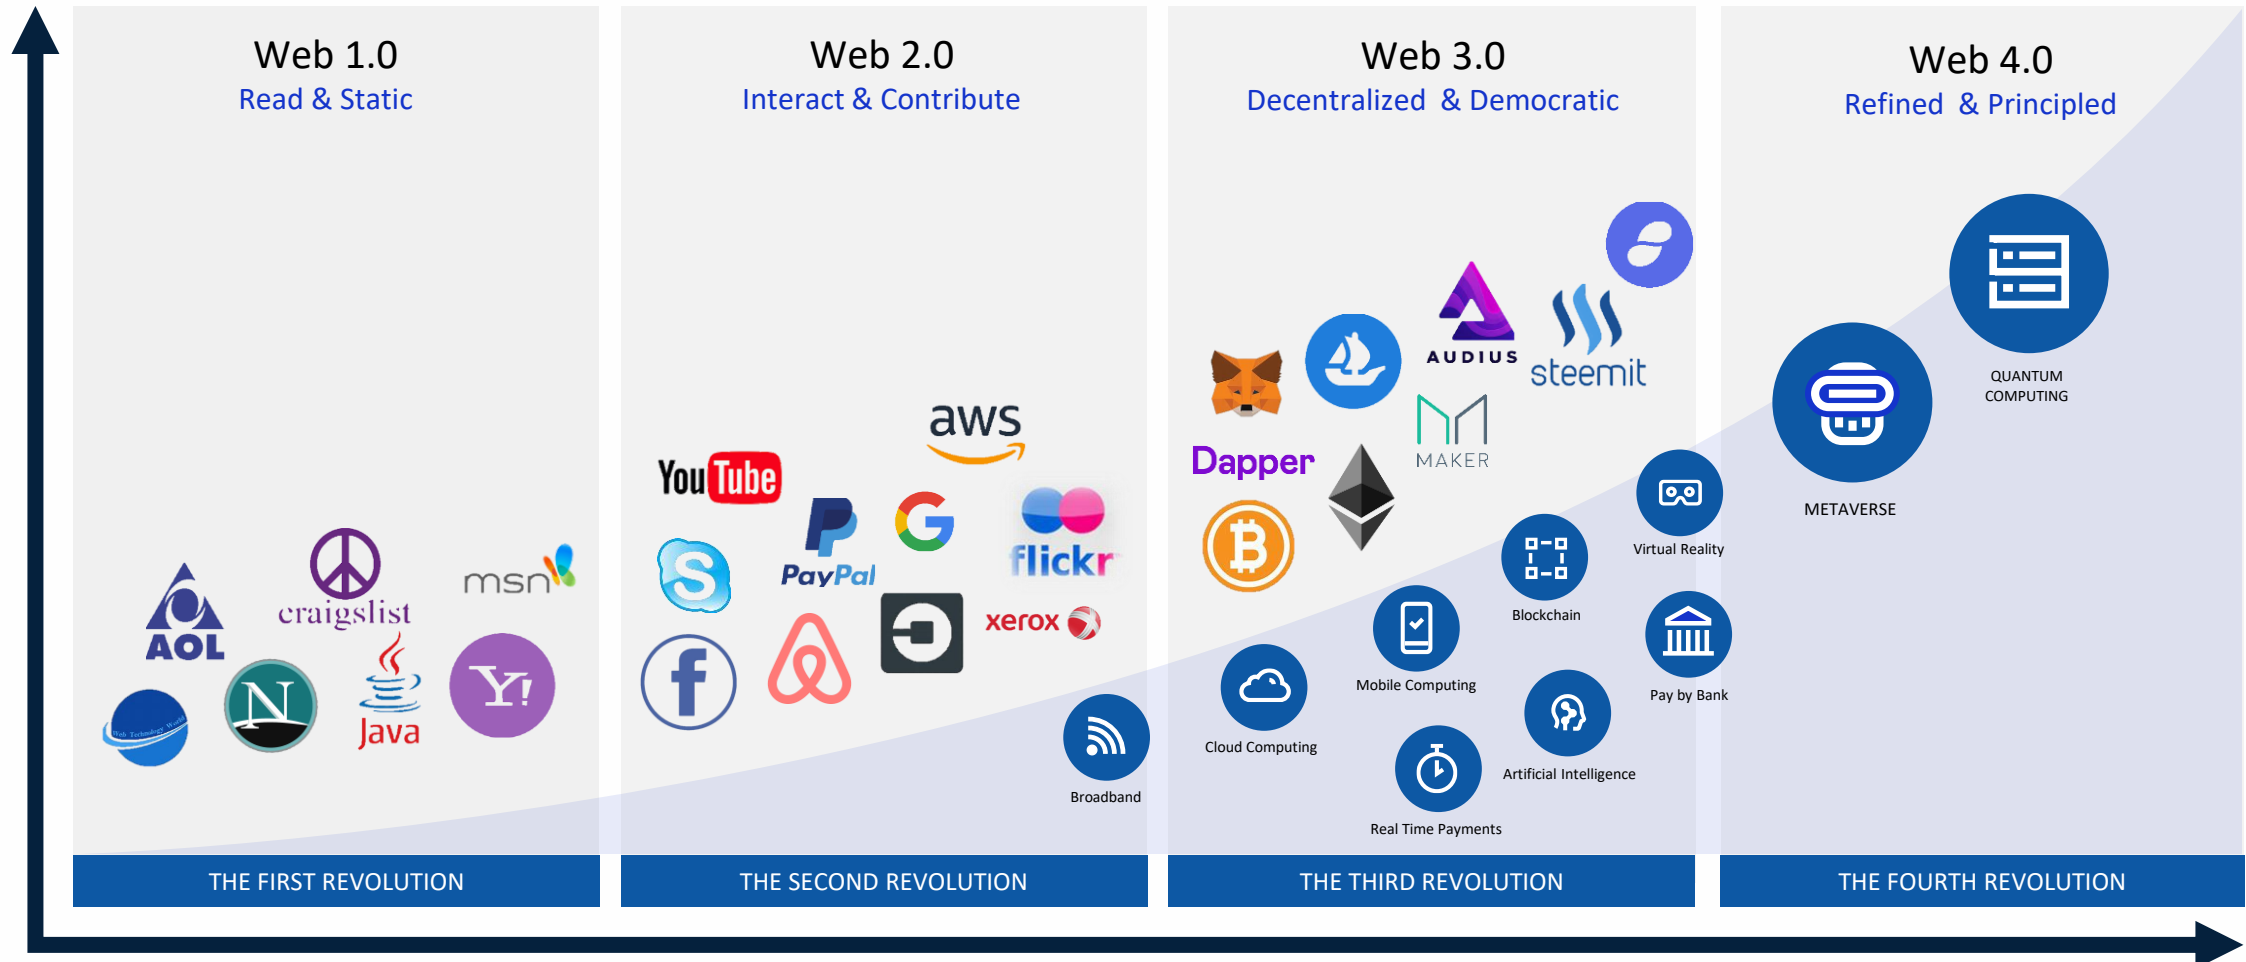 Web 1.0
Read & Static
Web 2.0
Interact & Contribute
Web 3.0
Decentralized & Democratic
Web 4.0
Refined & Principled
AOL
craigslist
msn
Web Technology World
N
Java
Y!
YouTube
aws
S
PayPal
G
flickr
f
xerox
Broadband
AUDIUS
steemit
Dapper
MAKER
B
Cloud Computing
Mobile Computing
Blockchain
Virtual Reality
Real Time Payments
Artificial Intelligence
Pay by Bank
METAVERSE
QUANTUM
COMPUTING
THE FIRST REVOLUTION
THE SECOND REVOLUTION
THE THIRD REVOLUTION
THE FOURTH REVOLUTION